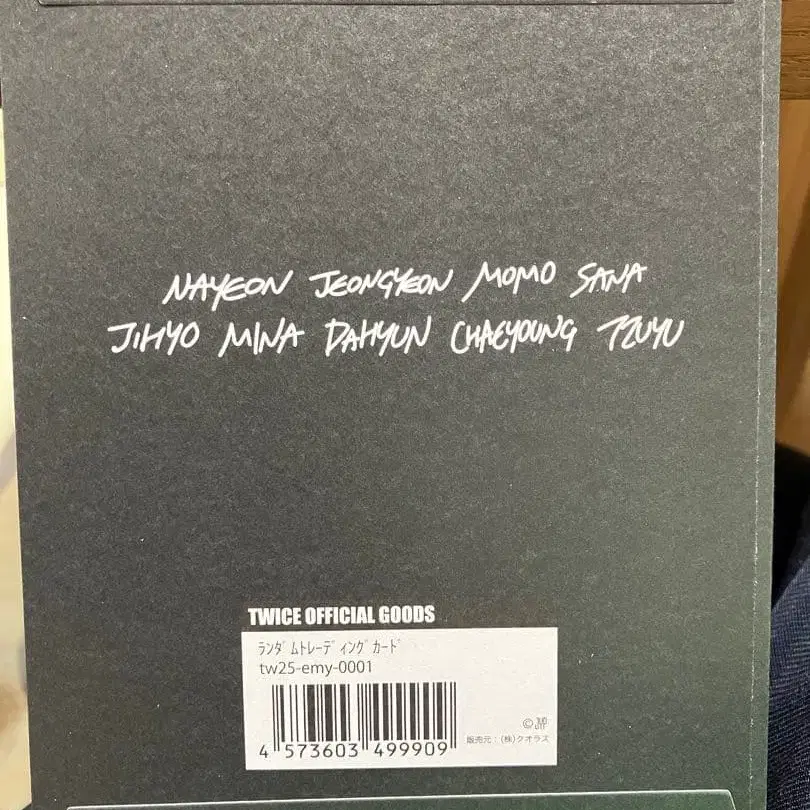 NAYEON JEONGYEON MOMO SANA
JIHYO MINA DAHYUN CHAEYOUNG TZUYU
TWICE OFFICIAL GOODS
ﾗﾝﾀﾞﾑﾄﾚｰﾃﾞｨﾝｸﾞｶｰﾄﾞ
tw25-emy-0001
4 573603 499909
©
販売元：(株)クオラス